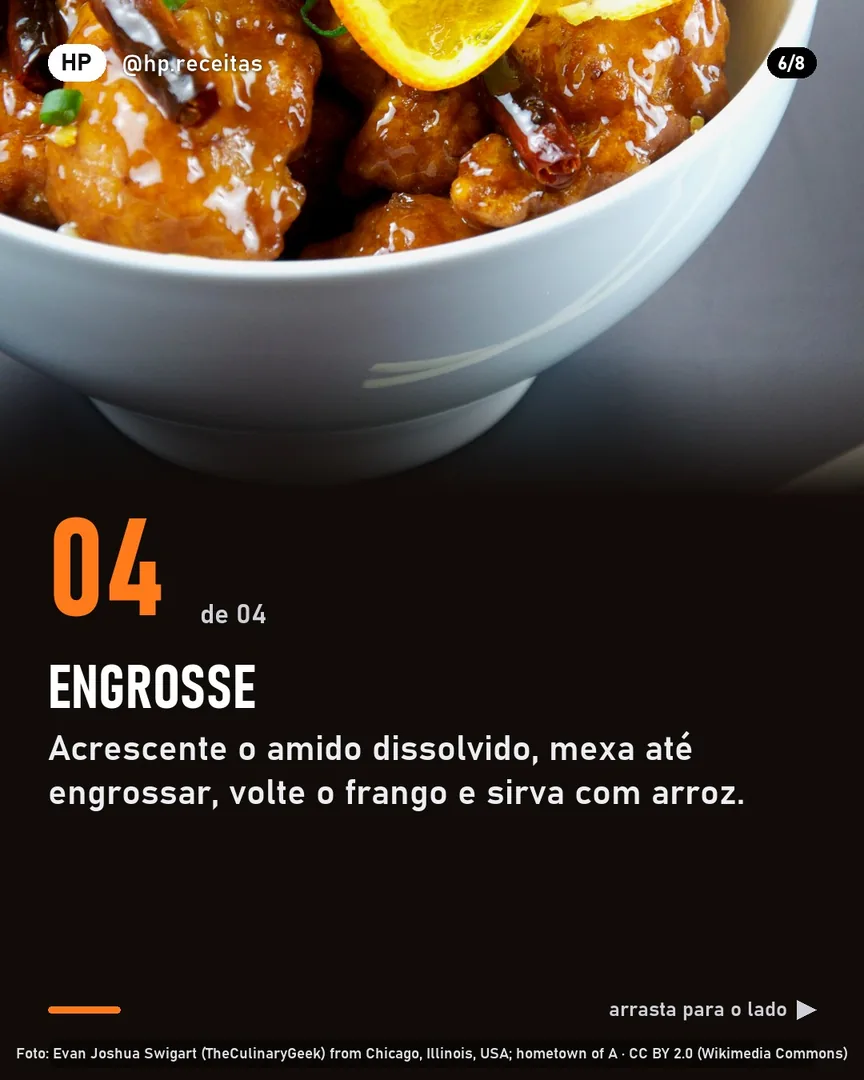 HP @hp.receitas 6/8
04 de 04
ENGROSSE
Acrescente o amido dissolvido, mexa até
engrossar, volte o frango e sirva com arroz.
arrasta para o lado ▶
Foto: Evan Joshua Swigart (TheCulinaryGeek) from Chicago, Illinois, USA; hometown of A · CC BY 2.0 (Wikimedia Commons)